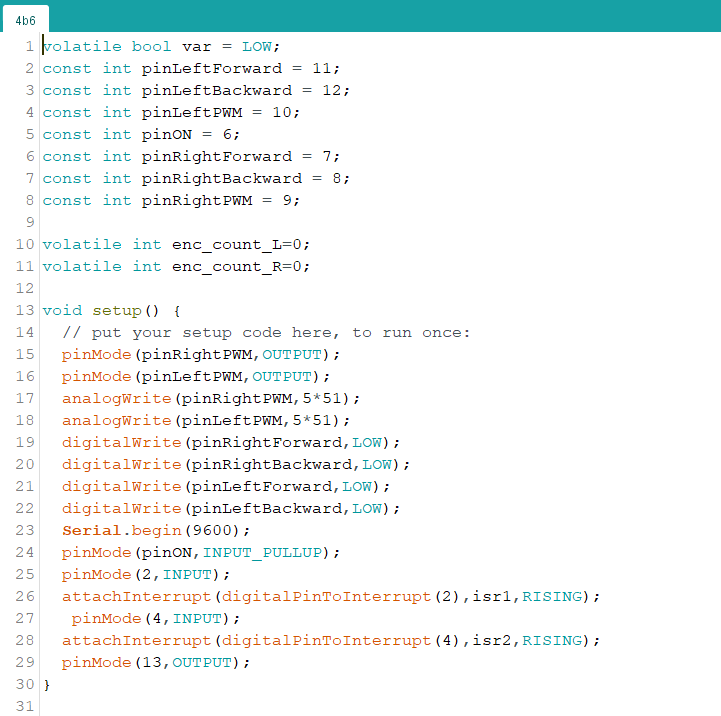 4b6
1 volatile bool var = LOW;
2 const int pinLeftForward = 11;
3 const int pinLeftBackward = 12;
4 const int pinLeftPWM = 10;
5 const int pinON = 6;
6 const int pinRightForward = 7;
7 const int pinRightBackward = 8;
8 const int pinRightPWM = 9;
9
10 volatile int enc_count_L=0;
11 volatile int enc_count_R=0;
12
13 void setup() {
14   // put your setup code here, to run once:
15   pinMode(pinRightPWM,OUTPUT);
16   pinMode(pinLeftPWM,OUTPUT);
17   analogWrite(pinRightPWM,5*51);
18   analogWrite(pinLeftPWM,5*51);
19   digitalWrite(pinRightForward,LOW);
20   digitalWrite(pinRightBackward,LOW);
21   digitalWrite(pinLeftForward,LOW);
22   digitalWrite(pinLeftBackward,LOW);
23   Serial.begin(9600);
24   pinMode(pinON,INPUT_PULLUP);
25   pinMode(2,INPUT);
26   attachInterrupt(digitalPinToInterrupt(2),isr1,RISING);
27    pinMode(4,INPUT);
28   attachInterrupt(digitalPinToInterrupt(4),isr2,RISING);
29   pinMode(13,OUTPUT);
30 }
31